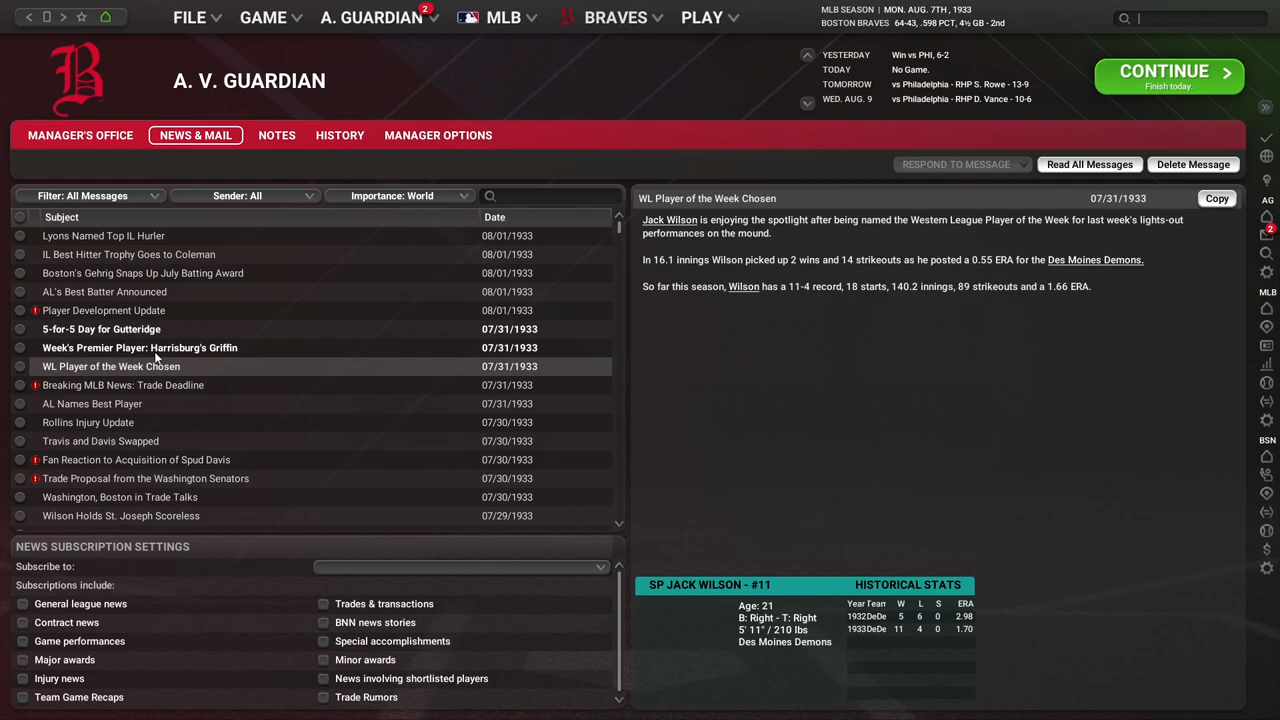 FILE GAME A. GUARDIAN 2 MLB BRAVES PLAY
MLB SEASON | MON. AUG. 7TH , 1933
BOSTON BRAVES 64-43, .598 PCT, 4½ GB - 2nd
B
A. V. GUARDIAN
YESTERDAY Win vs PHI, 6-2
TODAY No Game.
TOMORROW vs Philadelphia - RHP S. Rowe - 13-9
WED. AUG. 9 vs Philadelphia - RHP D. Vance - 10-6
CONTINUE
Finish today.
MANAGER'S OFFICE NEWS & MAIL NOTES HISTORY MANAGER OPTIONS
RESPOND TO MESSAGE Read All Messages Delete Message
Filter: All Messages Sender: All Importance: World
Subject Date
Lyons Named Top IL Hurler 08/01/1933
IL Best Hitter Trophy Goes to Coleman 08/01/1933
Boston's Gehrig Snaps Up July Batting Award 08/01/1933
AL's Best Batter Announced 08/01/1933
Player Development Update 08/01/1933
5-for-5 Day for Gutteridge 07/31/1933
Week's Premier Player: Harrisburg's Griffin 07/31/1933
WL Player of the Week Chosen 07/31/1933
Breaking MLB News: Trade Deadline 07/31/1933
AL Names Best Player 07/31/1933
Rollins Injury Update 07/30/1933
Travis and Davis Swapped 07/30/1933
Fan Reaction to Acquisition of Spud Davis 07/30/1933
Trade Proposal from the Washington Senators 07/30/1933
Washington, Boston in Trade Talks 07/30/1933
Wilson Holds St. Joseph Scoreless 07/29/1933
WL Player of the Week Chosen 07/31/1933 Copy
Jack Wilson is enjoying the spotlight after being named the Western League Player of the Week for last week's lights-out
performances on the mound.
In 16.1 innings Wilson picked up 2 wins and 14 strikeouts as he posted a 0.55 ERA for the Des Moines Demons.
So far this season, Wilson has a 11-4 record, 18 starts, 140.2 innings, 89 strikeouts and a 1.66 ERA.
NEWS SUBSCRIPTION SETTINGS
Subscribe to:
Subscriptions include:
General league news Trades & transactions
Contract news BNN news stories
Game performances Special accomplishments
Major awards Minor awards
Injury news News involving shortlisted players
Team Game Recaps Trade Rumors
SP JACK WILSON - #11 HISTORICAL STATS
Age: 21
B: Right - T: Right
5' 11" / 210 lbs
Des Moines Demons
Year Team W L S ERA
1932 DeDe 5 6 0 2.98
1933 DeDe 11 4 0 1.70
AG
2
MLB
BSN